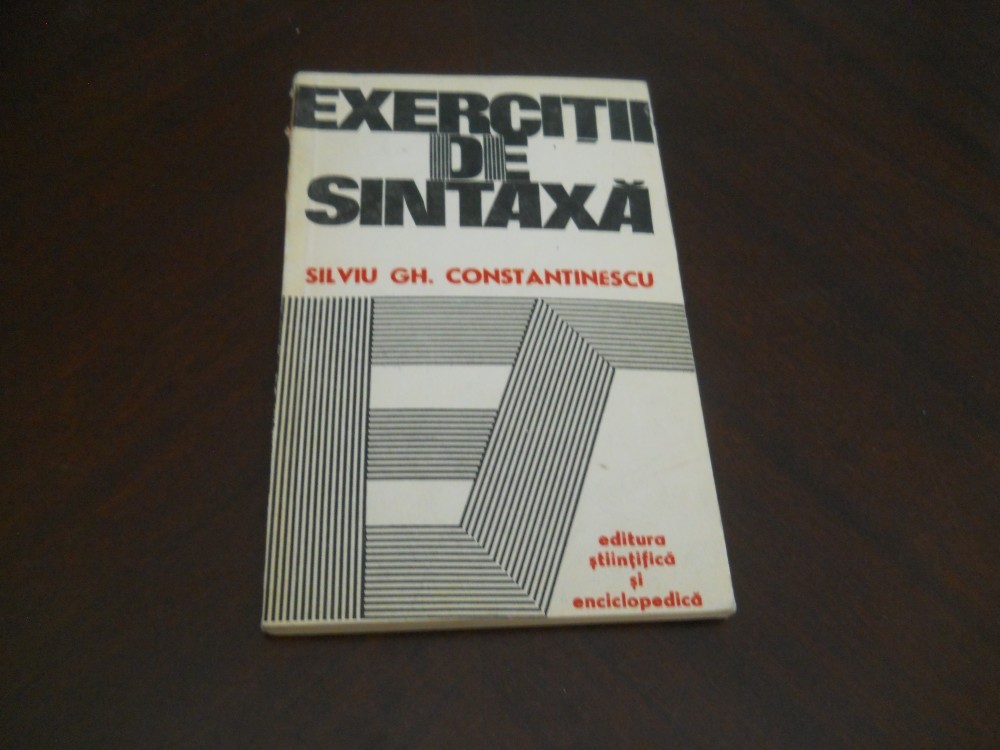 EXERCIȚII
DE
SINTAXĂ
SILVIU GH. CONSTANTINESCU
editura
științifică
și
enciclopedică